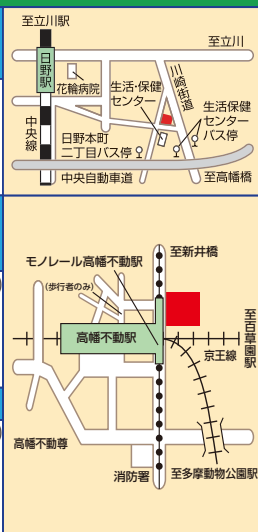 至立川駅
至立川
日野駅
花輪病院
生活・保健
センター
川崎街道
生活保健
センター
バス停
中央線
日野本町
二丁目バス停
中央自動車道
至高幡橋
至新井橋
モノレール高幡不動駅
(歩行者のみ)
至百草園駅
高幡不動駅
京王線
高幡不動尊
消防署
至多摩動物公園駅